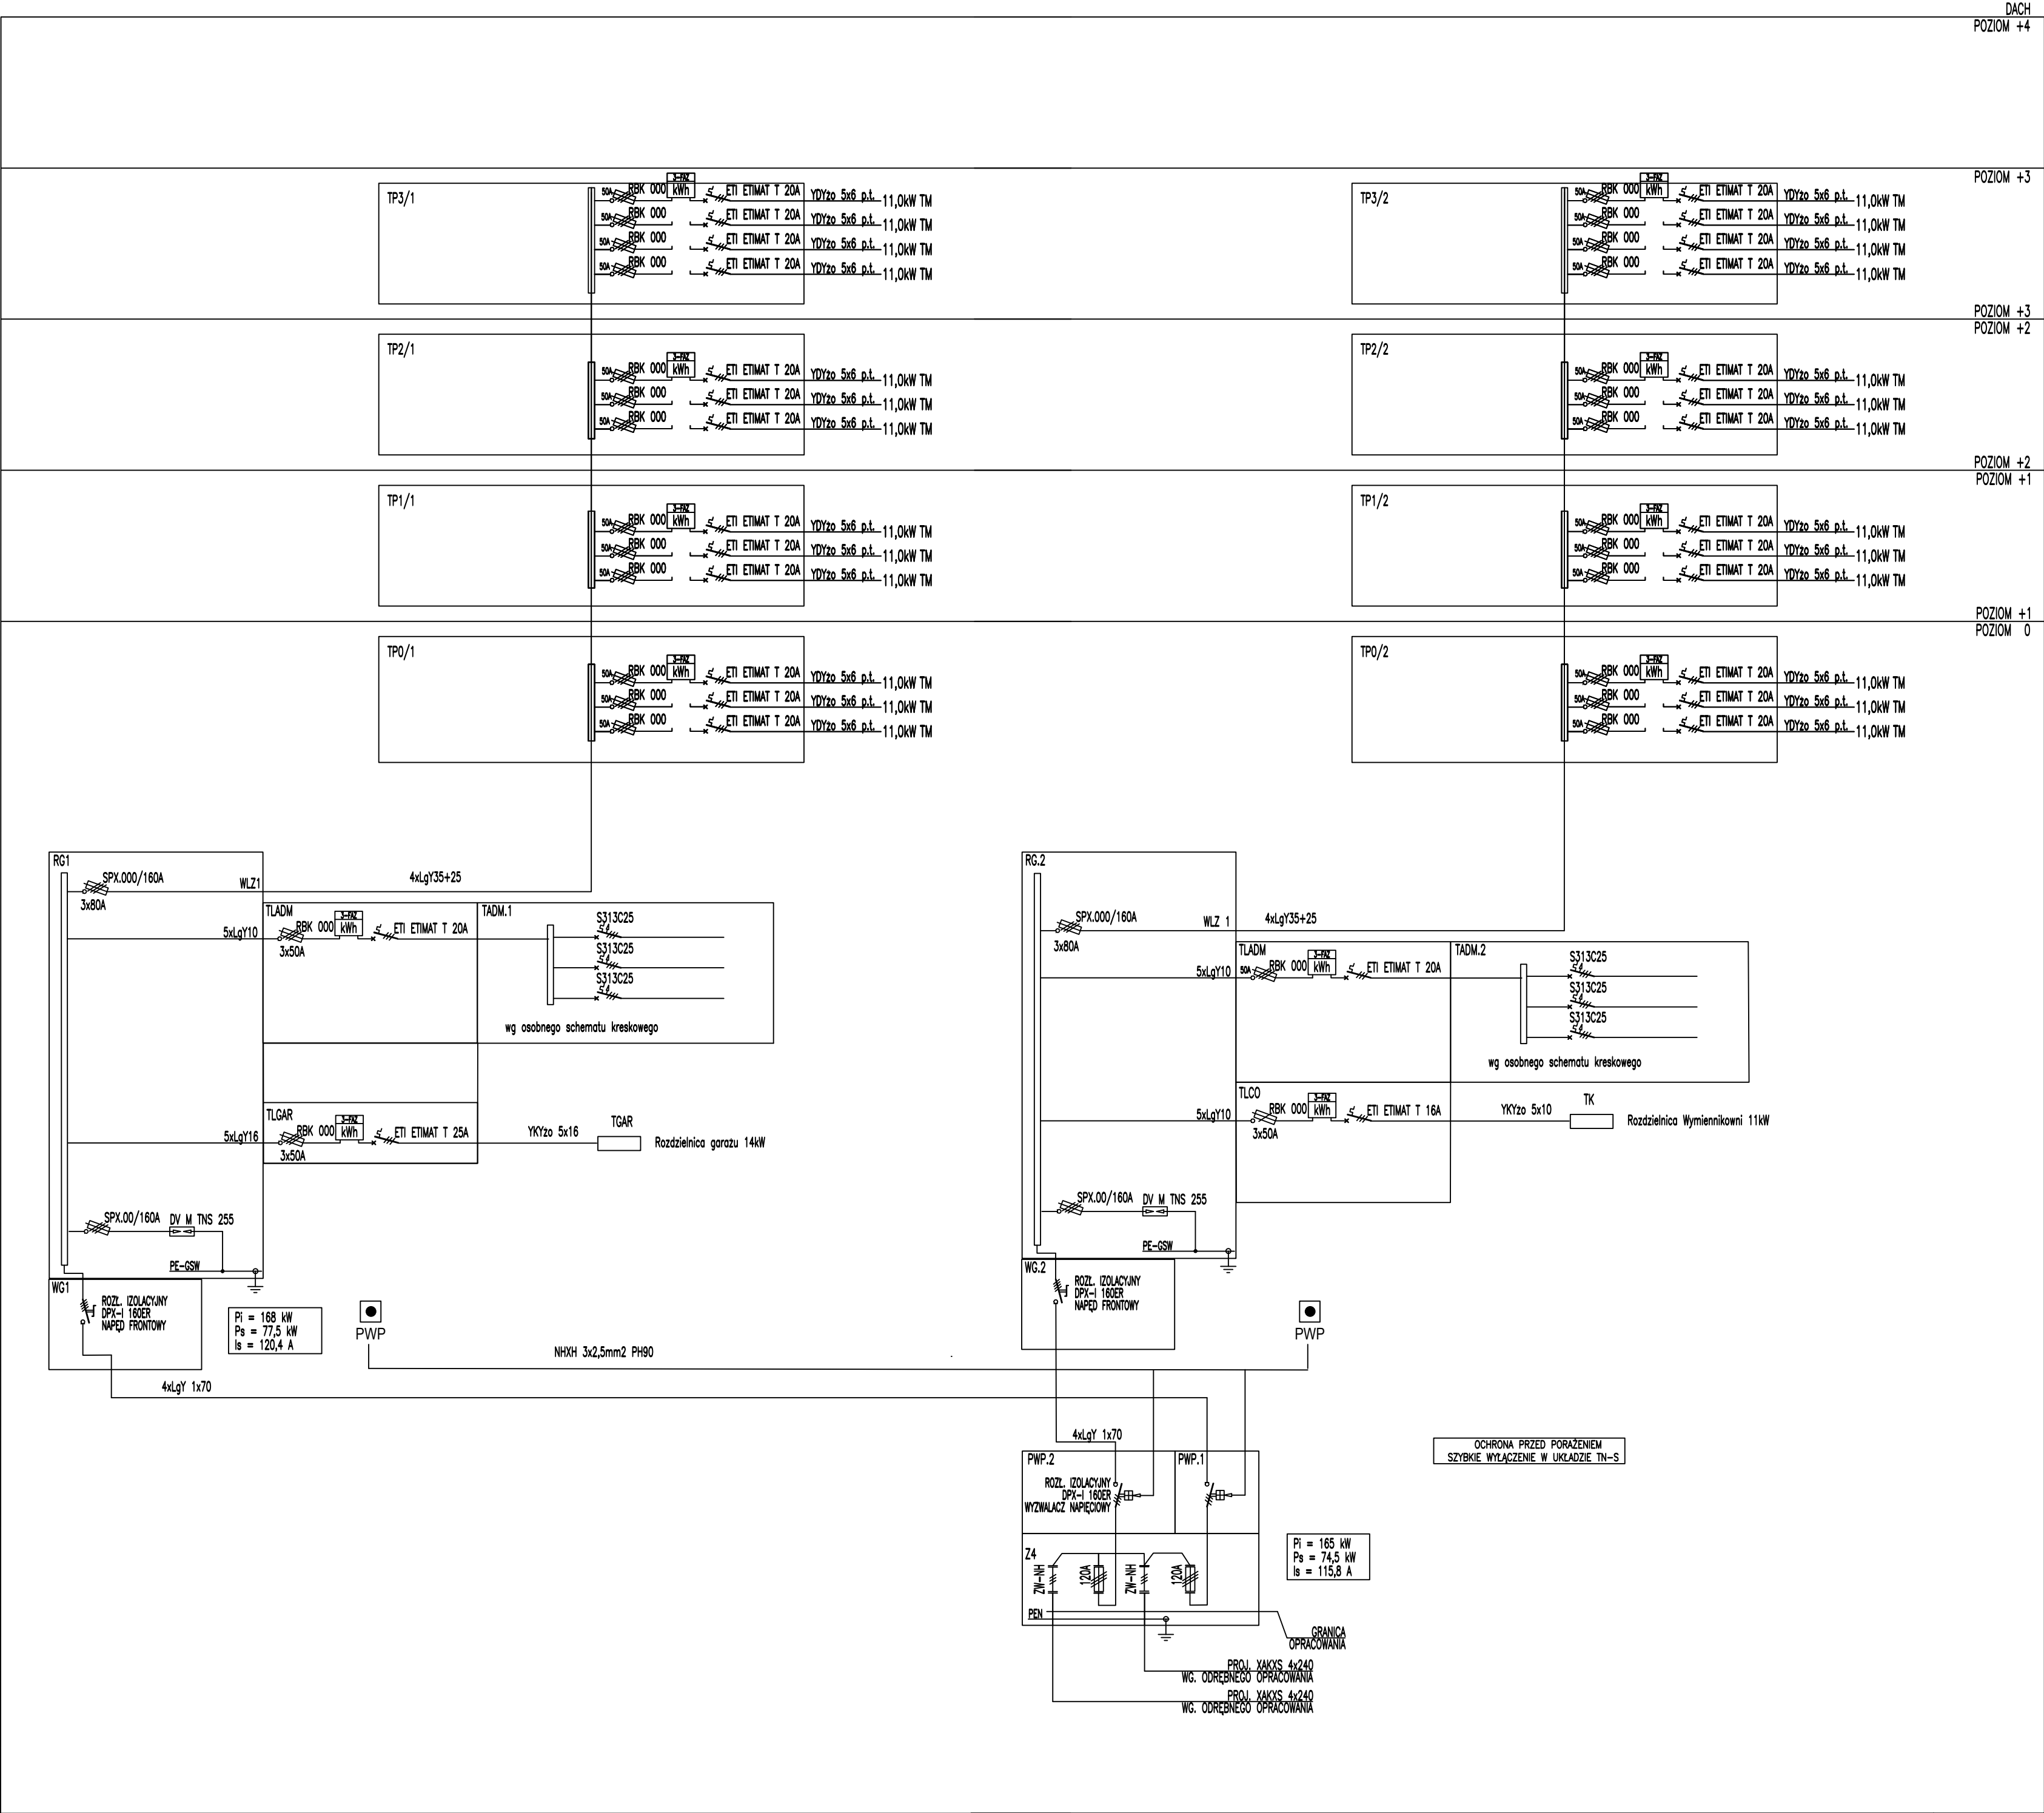 DACH
POZIOM +4
POZIOM +3
TP3/1
50A RBK 000 3-FAZ kWh ETI ETIMAT T 20A YDYżo 5x6 p.t. 11,0kW TM
50A RBK 000 ETI ETIMAT T 20A YDYżo 5x6 p.t. 11,0kW TM
50A RBK 000 ETI ETIMAT T 20A YDYżo 5x6 p.t. 11,0kW TM
50A RBK 000 ETI ETIMAT T 20A YDYżo 5x6 p.t. 11,0kW TM
TP3/2
50A RBK 000 3-FAZ kWh ETI ETIMAT T 20A YDYżo 5x6 p.t. 11,0kW TM
50A RBK 000 ETI ETIMAT T 20A YDYżo 5x6 p.t. 11,0kW TM
50A RBK 000 ETI ETIMAT T 20A YDYżo 5x6 p.t. 11,0kW TM
50A RBK 000 ETI ETIMAT T 20A YDYżo 5x6 p.t. 11,0kW TM
POZIOM +3
POZIOM +2
TP2/1
50A RBK 000 3-FAZ kWh ETI ETIMAT T 20A YDYżo 5x6 p.t. 11,0kW TM
50A RBK 000 ETI ETIMAT T 20A YDYżo 5x6 p.t. 11,0kW TM
50A RBK 000 ETI ETIMAT T 20A YDYżo 5x6 p.t. 11,0kW TM
TP2/2
50A RBK 000 3-FAZ kWh ETI ETIMAT T 20A YDYżo 5x6 p.t. 11,0kW TM
50A RBK 000 ETI ETIMAT T 20A YDYżo 5x6 p.t. 11,0kW TM
50A RBK 000 ETI ETIMAT T 20A YDYżo 5x6 p.t. 11,0kW TM
POZIOM +2
POZIOM +1
TP1/1
50A RBK 000 3-FAZ kWh ETI ETIMAT T 20A YDYżo 5x6 p.t. 11,0kW TM
50A RBK 000 ETI ETIMAT T 20A YDYżo 5x6 p.t. 11,0kW TM
50A RBK 000 ETI ETIMAT T 20A YDYżo 5x6 p.t. 11,0kW TM
TP1/2
50A RBK 000 3-FAZ kWh ETI ETIMAT T 20A YDYżo 5x6 p.t. 11,0kW TM
50A RBK 000 ETI ETIMAT T 20A YDYżo 5x6 p.t. 11,0kW TM
50A RBK 000 ETI ETIMAT T 20A YDYżo 5x6 p.t. 11,0kW TM
POZIOM +1
POZIOM 0
TP0/1
50A RBK 000 3-FAZ kWh ETI ETIMAT T 20A YDYżo 5x6 p.t. 11,0kW TM
50A RBK 000 ETI ETIMAT T 20A YDYżo 5x6 p.t. 11,0kW TM
50A RBK 000 ETI ETIMAT T 20A YDYżo 5x6 p.t. 11,0kW TM
TP0/2
50A RBK 000 3-FAZ kWh ETI ETIMAT T 20A YDYżo 5x6 p.t. 11,0kW TM
50A RBK 000 ETI ETIMAT T 20A YDYżo 5x6 p.t. 11,0kW TM
50A RBK 000 ETI ETIMAT T 20A YDYżo 5x6 p.t. 11,0kW TM
RG1
SPX.000/160A WLZ1 4xLgY35+25
3x80A
TLADM
5xLgY10 RBK 000 3-FAZ kWh ETI ETIMAT T 20A
3x50A
TADM.1
S313C25
S313C25
S313C25
wg osobnego schematu kreskowego
TLGAR
5xLgY16 RBK 000 3-FAZ kWh ETI ETIMAT T 25A YKYżo 5x16
3x50A
TGAR
Rozdzielnica garażu 14kW
SPX.00/160A DV M TNS 255
PE-GSW
WG1
ROZŁ. IZOLACYJNY
DPX-I 160ER
NAPĘD FRONTOWY
Pi = 168 kW
Ps = 77,5 kW
Is = 120,4 A
PWP
NHXH 3x2,5mm2 PH90
4xLgY 1x70
RG.2
SPX.000/160A WLZ 1 4xLgY35+25
3x80A
TLADM
5xLgY10 50A RBK 000 3-FAZ kWh ETI ETIMAT T 20A
TADM.2
S313C25
S313C25
S313C25
wg osobnego schematu kreskowego
TLCO
5xLgY10 RBK 000 3-FAZ kWh ETI ETIMAT T 16A YKYżo 5x10
3x50A
TK
Rozdzielnica Wymiennikowni 11kW
SPX.00/160A DV M TNS 255
PE-GSW
WG.2
ROZŁ. IZOLACYJNY
DPX-I 160ER
NAPĘD FRONTOWY
PWP
4xLgY 1x70
OCHRONA PRZED PORAŻENIEM
SZYBKIE WYŁĄCZENIE W UKŁADZIE TN-S
PWP.2
ROZŁ. IZOLACYJNY
DPX-I 160ER
WYZWALACZ NAPIĘCIOWY
PWP.1
Z4
ZW-NH
120A
ZW-NH
120A
PEN
Pi = 165 kW
Ps = 74,5 kW
Is = 115,8 A
GRANICA
OPRACOWANIA
PROJ. XAKXS 4x240
WG. ODRĘBNEGO OPRACOWANIA
PROJ. XAKXS 4x240
WG. ODRĘBNEGO OPRACOWANIA